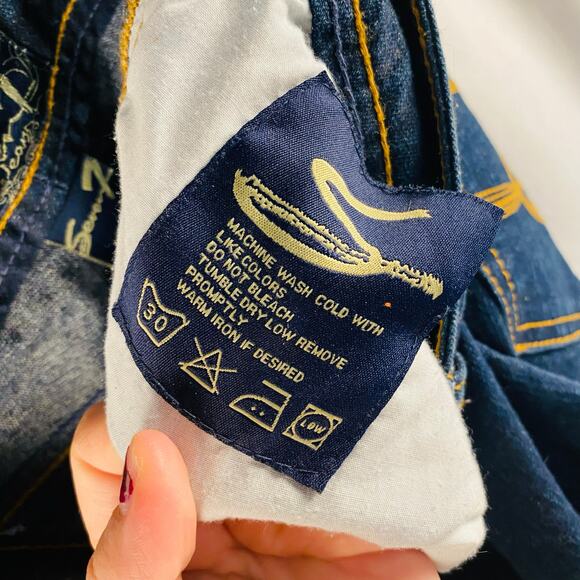 MACHINE WASH COLD WITH
LIKE COLORS
DO NOT BLEACH
TUMBLE DRY LOW REMOVE
PROMPTLY
WARM IRON IF DESIRED
30
LOW